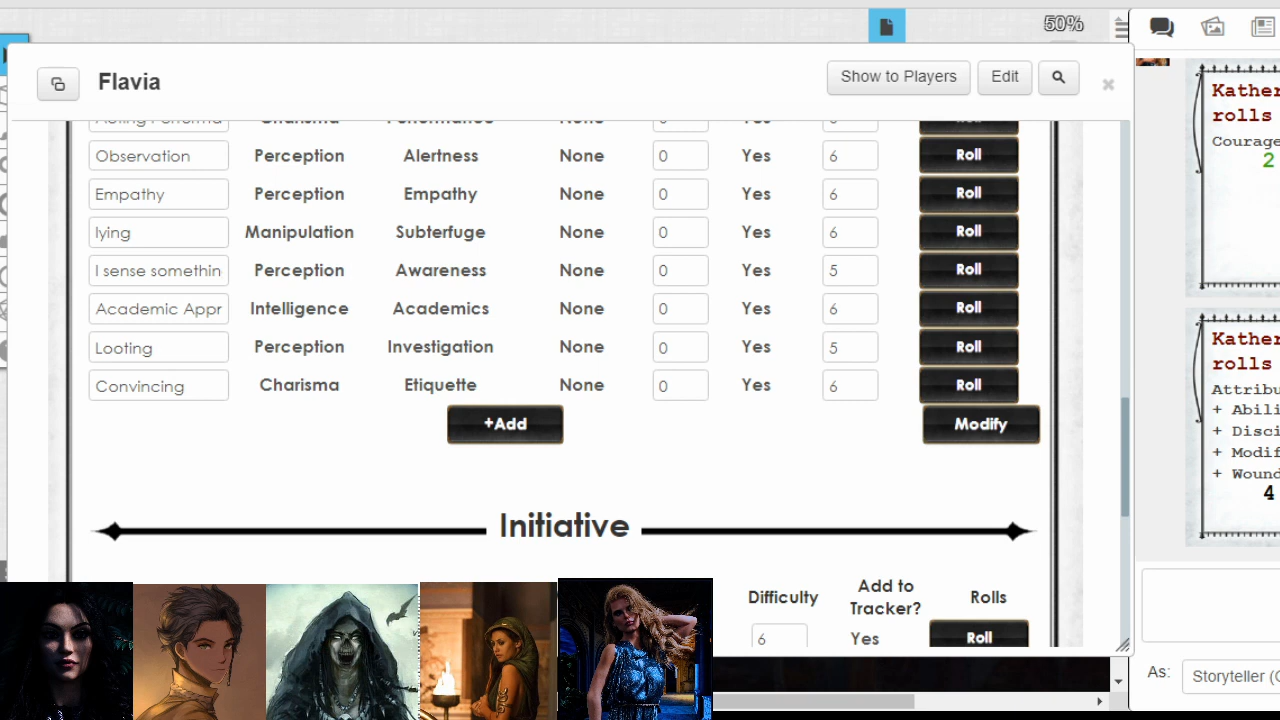 50%
Flavia
Show to Players
Edit
Observation Perception Alertness None 0 Yes 6 Roll
Empathy Perception Empathy None 0 Yes 6 Roll
lying Manipulation Subterfuge None 0 Yes 6 Roll
I sense somethin Perception Awareness None 0 Yes 5 Roll
Academic Appr Intelligence Academics None 0 Yes 6 Roll
Looting Perception Investigation None 0 Yes 5 Roll
Convincing Charisma Etiquette None 0 Yes 6 Roll
+Add Modify
Initiative
Difficulty Add to Tracker? Rolls
6 Yes Roll
Kather
rolls
Courage
2
Kather
rolls
Attribu
+ Abili
+ Disci
+ Modif
+ Wound
4
As: Storyteller (